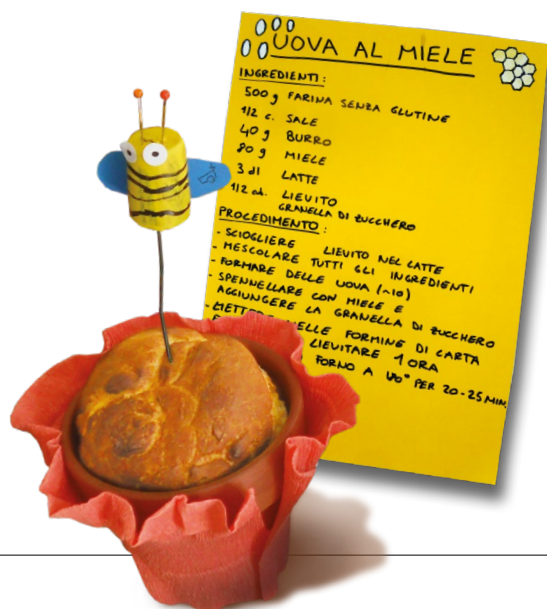 UOVA AL MIELE
INGREDIENTI:
500 g FARINA SENZA GLUTINE
1/2 c. SALE
40 g BURRO
80 g MIELE
3 dl LATTE
1/2 cd. LIEVITO
GRANELLA DI ZUCCHERO
PROCEDIMENTO:
- SCIOGLIERE LIEVITO NEL LATTE
- MESCOLARE TUTTI GLI INGREDIENTI
- FORMARE DELLE UOVA (~10)
- SPENNELLARE CON MIELE E
AGGIUNGERE LA GRANELLA DI ZUCCHERO
- METTERE NELLE FORMINE DI CARTA
LIEVITARE 1 ORA
FORNO A PER 20-25 MIN.